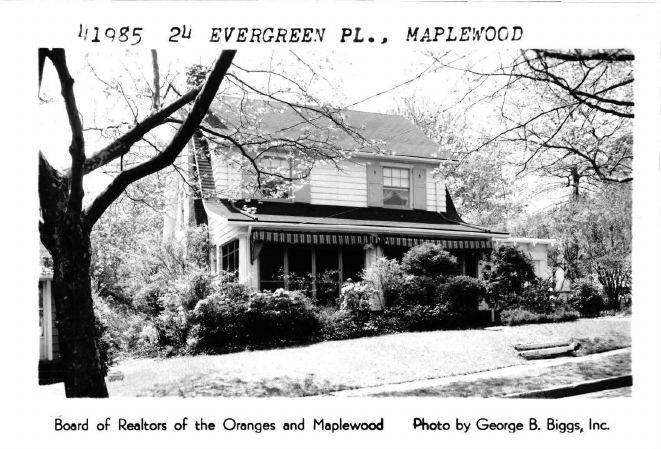 41985 24 EVERGREEN PL., MAPLEWOOD
Board of Realtors of the Oranges and Maplewood Photo by George B. Biggs, Inc.